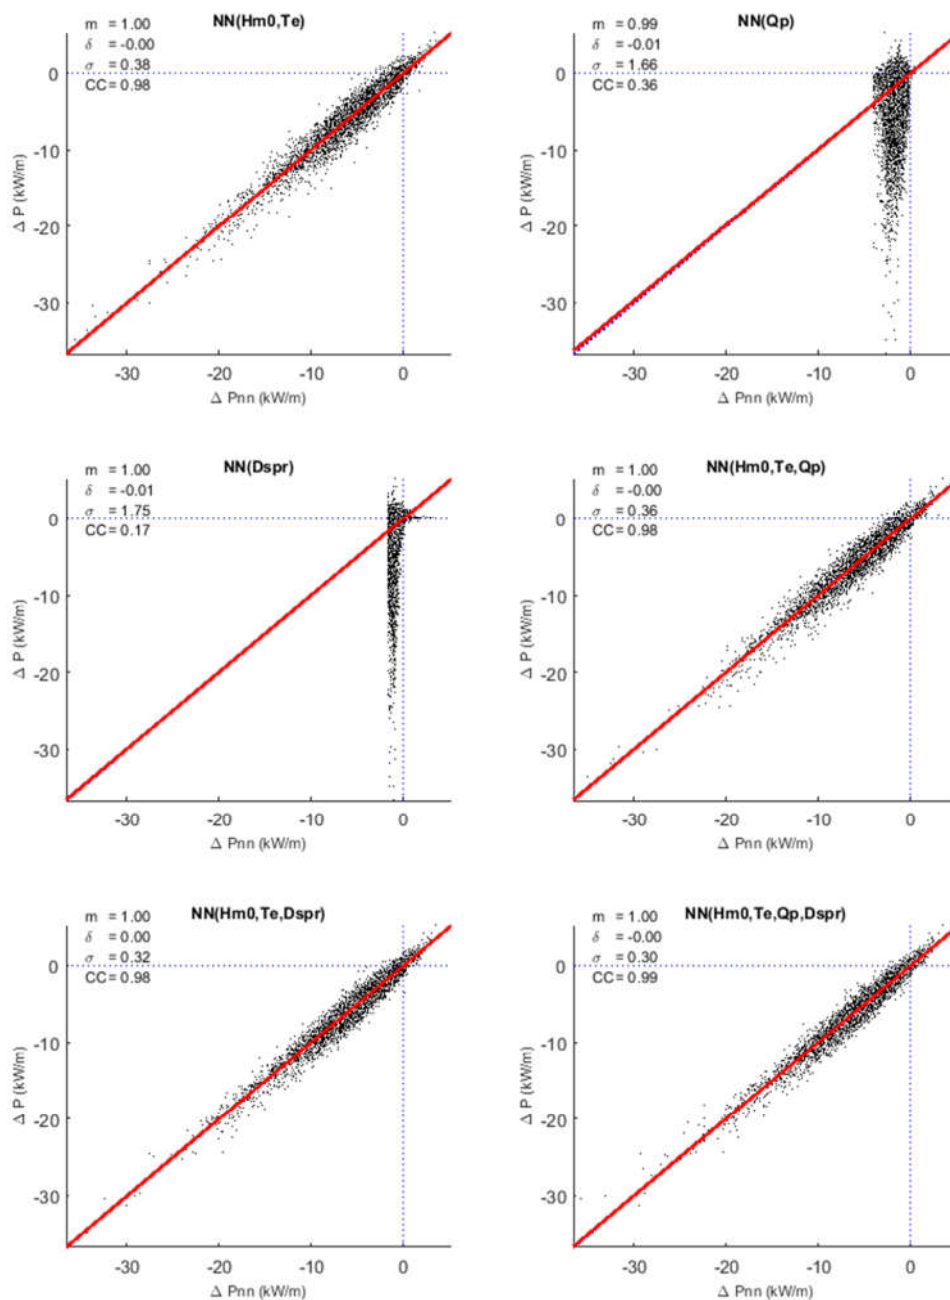 NN(Hm0,Te)
m = 1.00
δ = -0.00
σ = 0.38
CC = 0.98
0
-10
-20
-30
Δ P (kW/m)
-30 -20 -10 0
Δ Pnn (kW/m)
NN(Qp)
m = 0.99
δ = -0.01
σ = 1.66
CC = 0.36
0
-10
-20
-30
Δ P (kW/m)
-30 -20 -10 0
Δ Pnn (kW/m)
NN(Dspr)
m = 1.00
δ = -0.01
σ = 1.75
CC = 0.17
0
-10
-20
-30
Δ P (kW/m)
-30 -20 -10 0
Δ Pnn (kW/m)
NN(Hm0,Te,Qp)
m = 1.00
δ = -0.00
σ = 0.36
CC = 0.98
0
-10
-20
-30
Δ P (kW/m)
-30 -20 -10 0
Δ Pnn (kW/m)
NN(Hm0,Te,Dspr)
m = 1.00
δ = 0.00
σ = 0.32
CC = 0.98
0
-10
-20
-30
Δ P (kW/m)
-30 -20 -10 0
Δ Pnn (kW/m)
NN(Hm0,Te,Qp,Dspr)
m = 1.00
δ = -0.00
σ = 0.30
CC = 0.99
0
-10
-20
-30
Δ P (kW/m)
-30 -20 -10 0
Δ Pnn (kW/m)